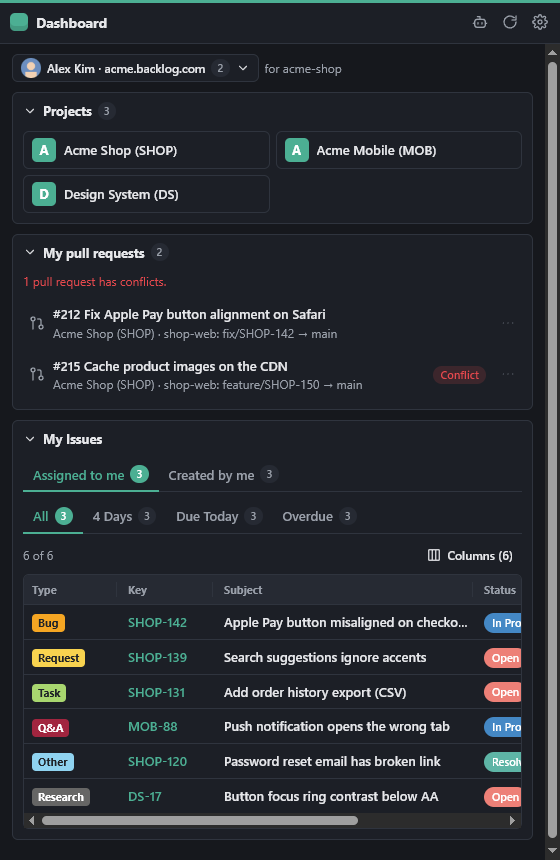 Dashboard
Alex Kim · acme.backlog.com 2 for acme-shop
Projects 3
A Acme Shop (SHOP)
A Acme Mobile (MOB)
D Design System (DS)
My pull requests 2
1 pull request has conflicts.
#212 Fix Apple Pay button alignment on Safari
Acme Shop (SHOP) · shop-web: fix/SHOP-142 → main
#215 Cache product images on the CDN
Acme Shop (SHOP) · shop-web: feature/SHOP-150 → main
Conflict
My Issues
Assigned to me 3 Created by me 3
All 3 4 Days 3 Due Today 3 Overdue 3
6 of 6 Columns (6)
Type Key Subject Status
Bug SHOP-142 Apple Pay button misaligned on checko... In Pro
Request SHOP-139 Search suggestions ignore accents Open
Task SHOP-131 Add order history export (CSV) Open
Q&A MOB-88 Push notification opens the wrong tab In Pro
Other SHOP-120 Password reset email has broken link Resolv
Research DS-17 Button focus ring contrast below AA Open